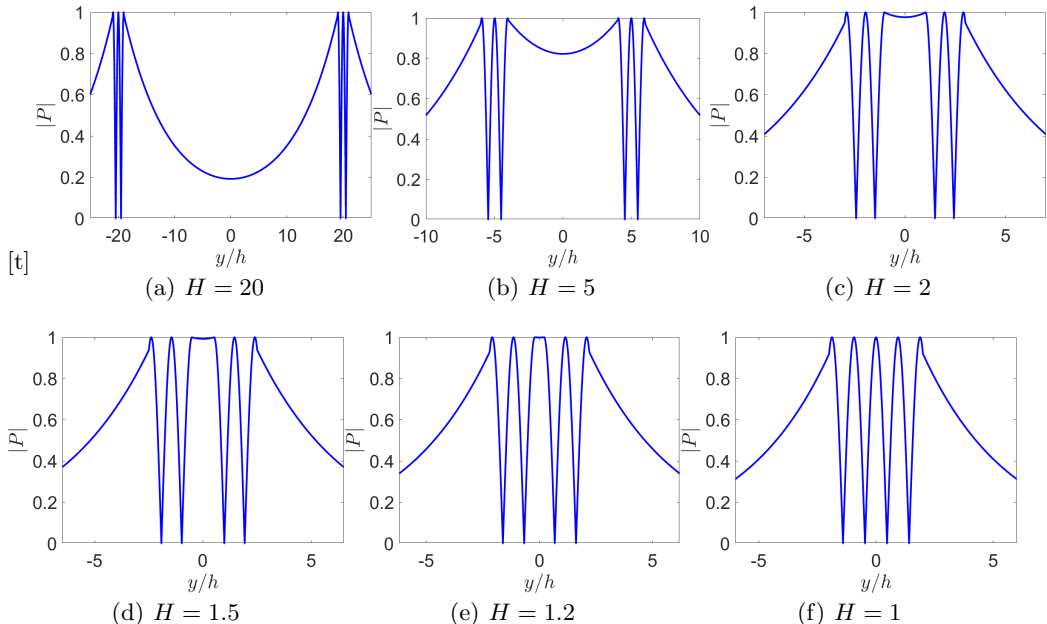 1
0.8
0.6
0.4
0.2
0
|P|
-20 -10 0 10 20
y/h
(a) H = 20
1
0.8
0.6
0.4
0.2
0
|P|
-10 -5 0 5 10
y/h
(b) H = 5
1
0.8
0.6
0.4
0.2
0
|P|
-5 0 5
y/h
(c) H = 2
[t]
1
0.8
0.6
0.4
0.2
0
|P|
-5 0 5
y/h
(d) H = 1.5
1
0.8
0.6
0.4
0.2
0
|P|
-5 0 5
y/h
(e) H = 1.2
1
0.8
0.6
0.4
0.2
0
|P|
-5 0 5
y/h
(f) H = 1